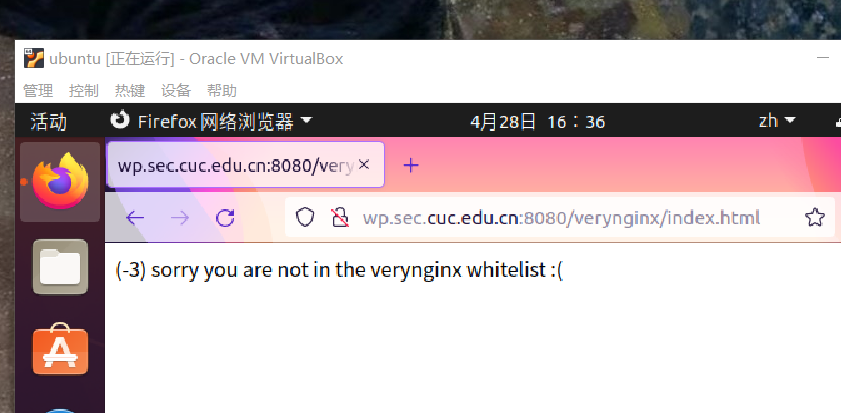 ubuntu [正在运行] - Oracle VM VirtualBox
管理 控制 热键 设备 帮助
活动 Firefox 网络浏览器 4月28日 16：36 zh
wp.sec.cuc.edu.cn:8080/very
wp.sec.cuc.edu.cn:8080/verynginx/index.html
(-3) sorry you are not in the verynginx whitelist :(